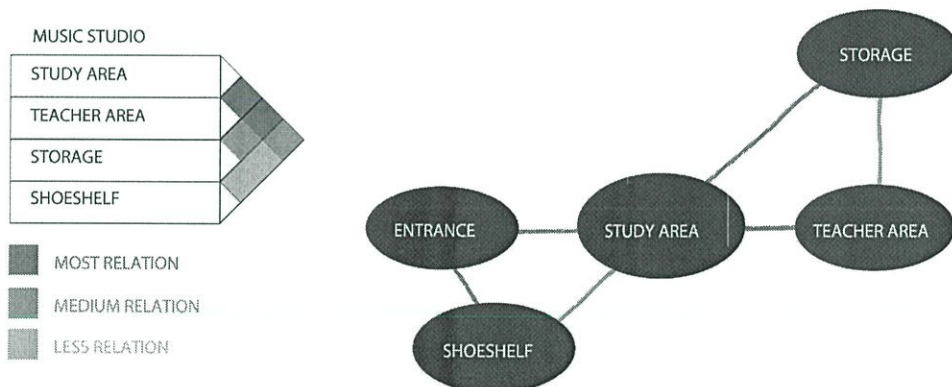 MUSIC STUDIO
STUDY AREA
TEACHER AREA
STORAGE
SHOESHELF
MOST RELATION
MEDIUM RELATION
LESS RELATION
STORAGE
ENTRANCE
STUDY AREA
TEACHER AREA
SHOESHELF